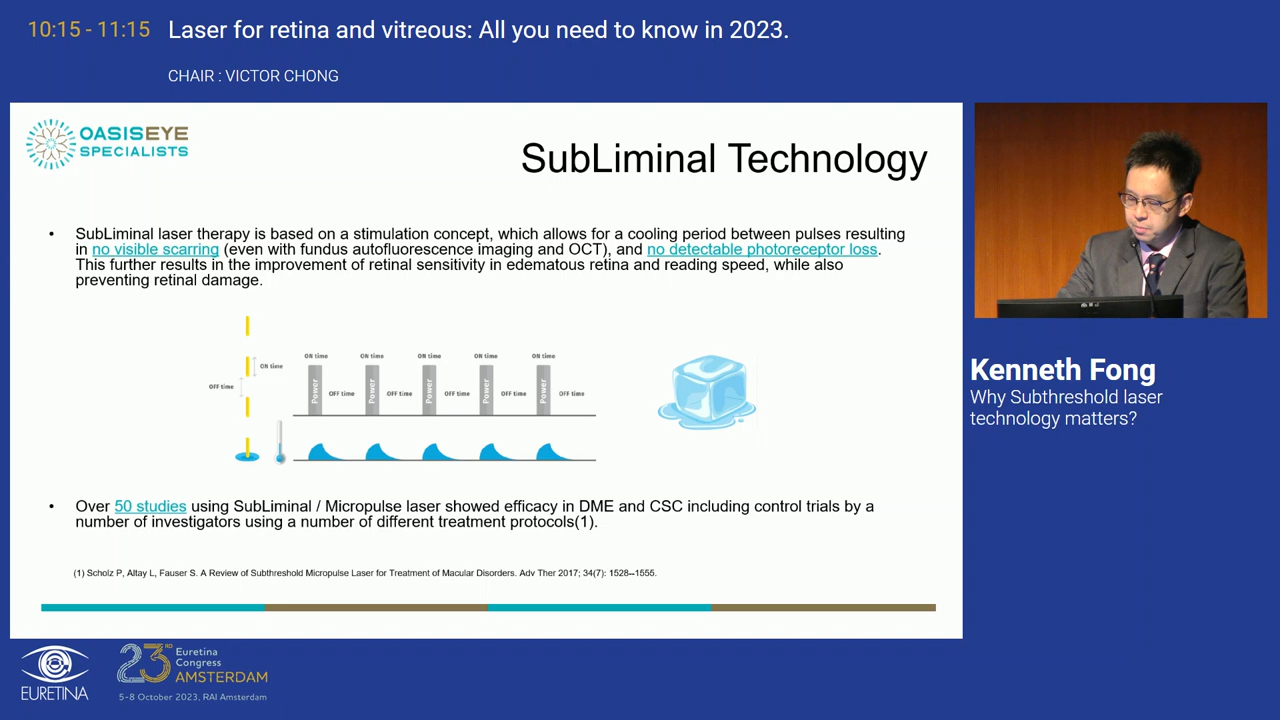 10:15 - 11:15 Laser for retina and vitreous: All you need to know in 2023.
CHAIR : VICTOR CHONG
OASISEYE
SPECIALISTS
SubLiminal Technology
• SubLiminal laser therapy is based on a stimulation concept, which allows for a cooling period between pulses resulting
in no visible scarring (even with fundus autofluorescence imaging and OCT), and no detectable photoreceptor loss.
This further results in the improvement of retinal sensitivity in edematous retina and reading speed, while also
preventing retinal damage.
ON time
OFF time
ON time ON time ON time ON time ON time
Power Power Power Power Power
OFF time OFF time OFF time OFF time OFF time
• Over 50 studies using SubLiminal / Micropulse laser showed efficacy in DME and CSC including control trials by a
number of investigators using a number of different treatment protocols(1).
(1) Scholz P, Altay L, Fauser S. A Review of Subthreshold Micropulse Laser for Treatment of Macular Disorders. Adv Ther 2017; 34(7): 1528--1555.
Kenneth Fong
Why Subthreshold laser
technology matters?
EURETINA
23RD
Euretina
Congress
AMSTERDAM
5-8 October 2023, RAI Amsterdam